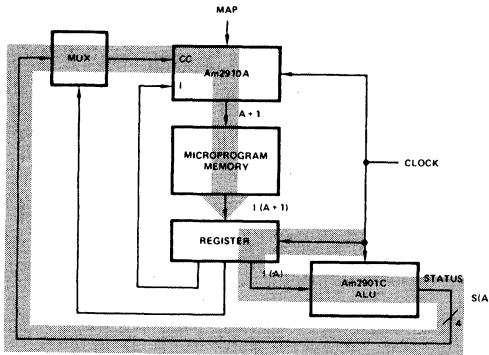 MAP
MUX
CC
Am2910A
I
A + 1
MICROPROGRAM
MEMORY
CLOCK
I (A + 1)
REGISTER
I (A)
Am2901C
ALU
STATUS
S(A
4